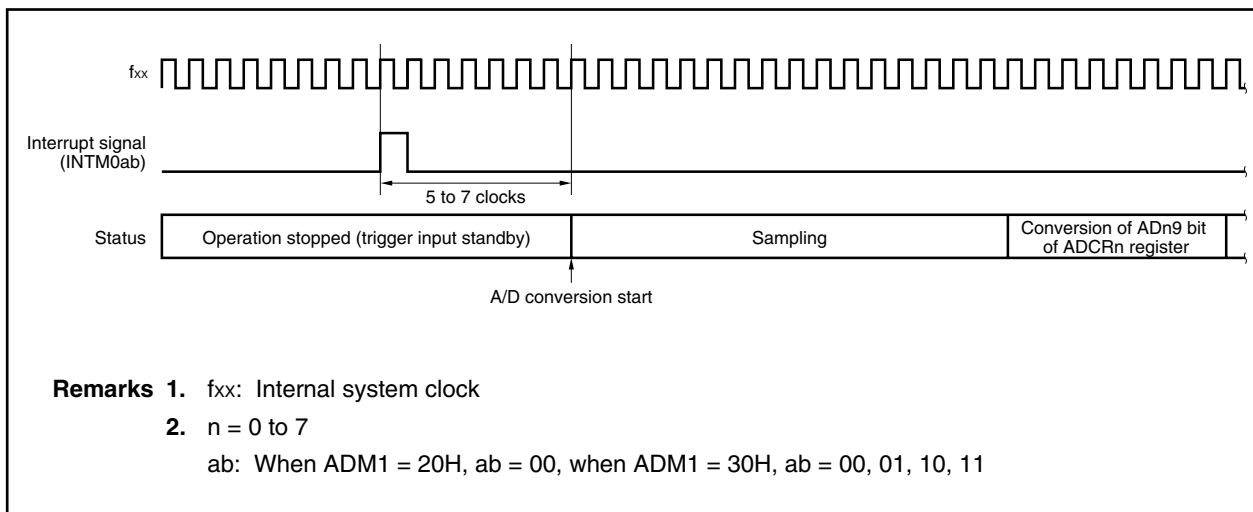 fxx
Interrupt signal
(INTM0ab)
5 to 7 clocks
Status
Operation stopped (trigger input standby)
Sampling
Conversion of ADn9 bit
of ADCRn register
A/D conversion start
Remarks 1. fxx: Internal system clock
2. n = 0 to 7
ab: When ADM1 = 20H, ab = 00, when ADM1 = 30H, ab = 00, 01, 10, 11